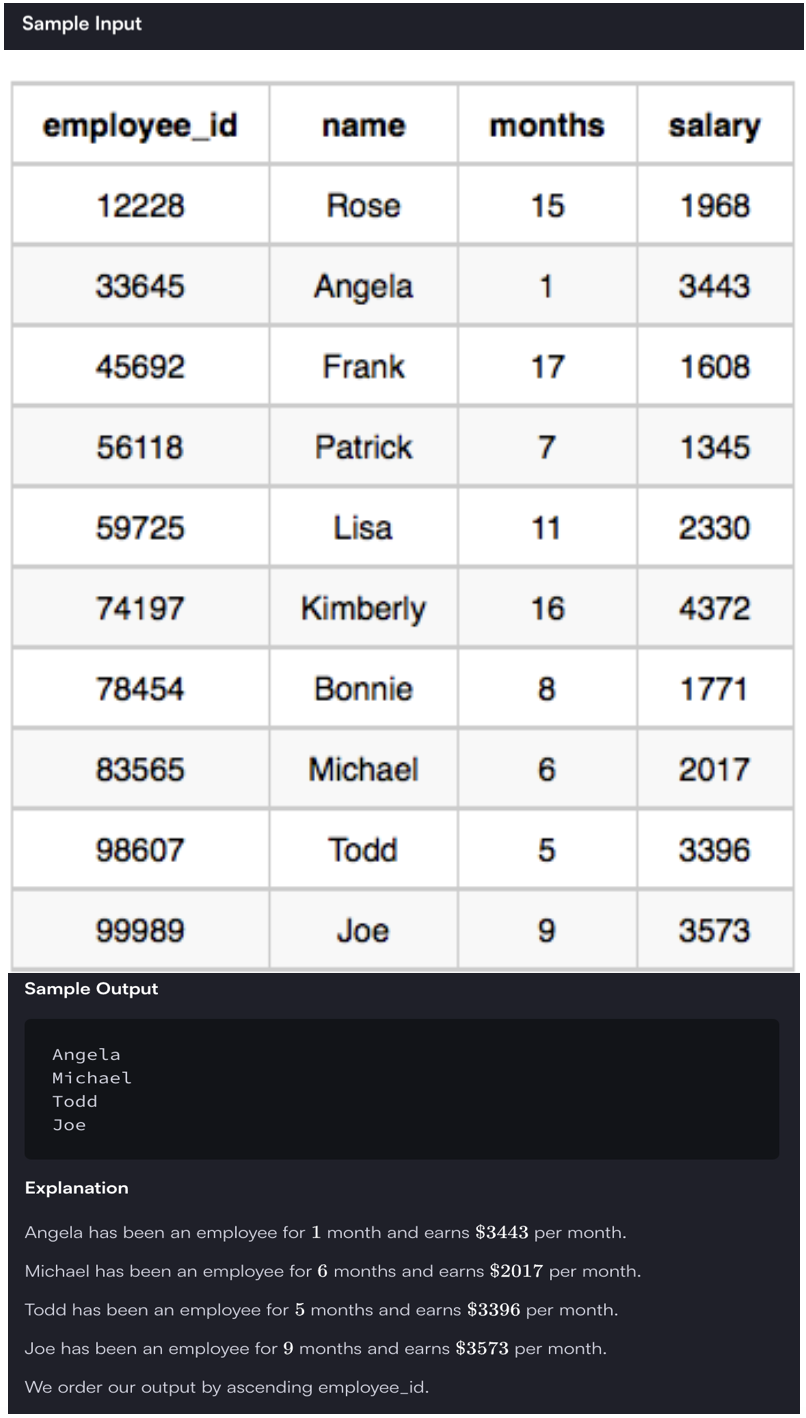 Sample Input
employee_id name months salary
12228 Rose 15 1968
33645 Angela 1 3443
45692 Frank 17 1608
56118 Patrick 7 1345
59725 Lisa 11 2330
74197 Kimberly 16 4372
78454 Bonnie 8 1771
83565 Michael 6 2017
98607 Todd 5 3396
99989 Joe 9 3573
Sample Output
Angela
Michael
Todd
Joe
Explanation
Angela has been an employee for 1 month and earns $3443 per month.
Michael has been an employee for 6 months and earns $2017 per month.
Todd has been an employee for 5 months and earns $3396 per month.
Joe has been an employee for 9 months and earns $3573 per month.
We order our output by ascending employee_id.